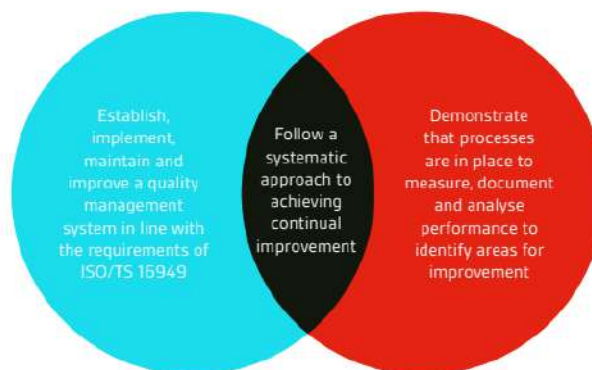 Establish,
implement,
maintain and
improve a quality
management
system in line with
the requirements of
ISO/TS 16949
Follow a
systematic
approach to
achieving
continual
improvement
Demonstrate
that processes
are in place to
measure, document
and analyse
performance to
identify areas for
improvement